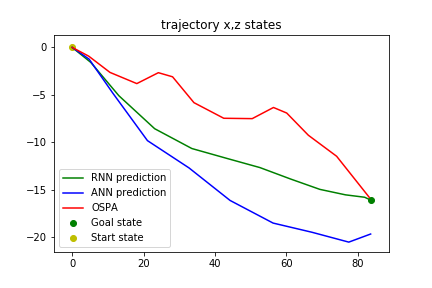 trajectory x,z states
0
−5
−10
−15
−20
RNN prediction
ANN prediction
OSPA
Goal state
Start state
0 20 40 60 80